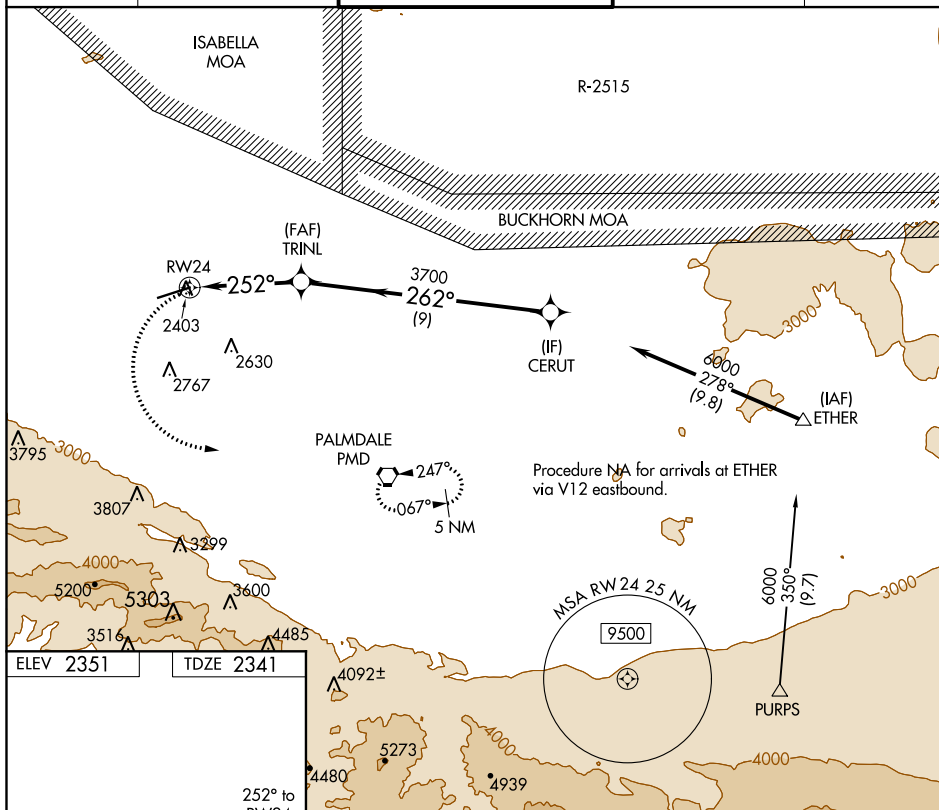 ISABELLA
MOA
R-2515
BUCKHORN MOA
(FAF)
TRINL
RW24
252°
3700
262°
(9)
2403
(IF)
CERUT
3000
2630
2767
6000
278°
(9.8)
(IAF)
ETHER
3795
3000
PALMDALE
PMD
247°
067°
5 NM
Procedure NA for arrivals at ETHER
via V12 eastbound.
3807
3299
4000
5200
5303
3600
6000
350°
(9.7)
3000
MSA RW24 25 NM
9500
3516
4485
ELEV 2351
TDZE 2341
4092±
PURPS
4000
5273
4000
4480
4939
252° to